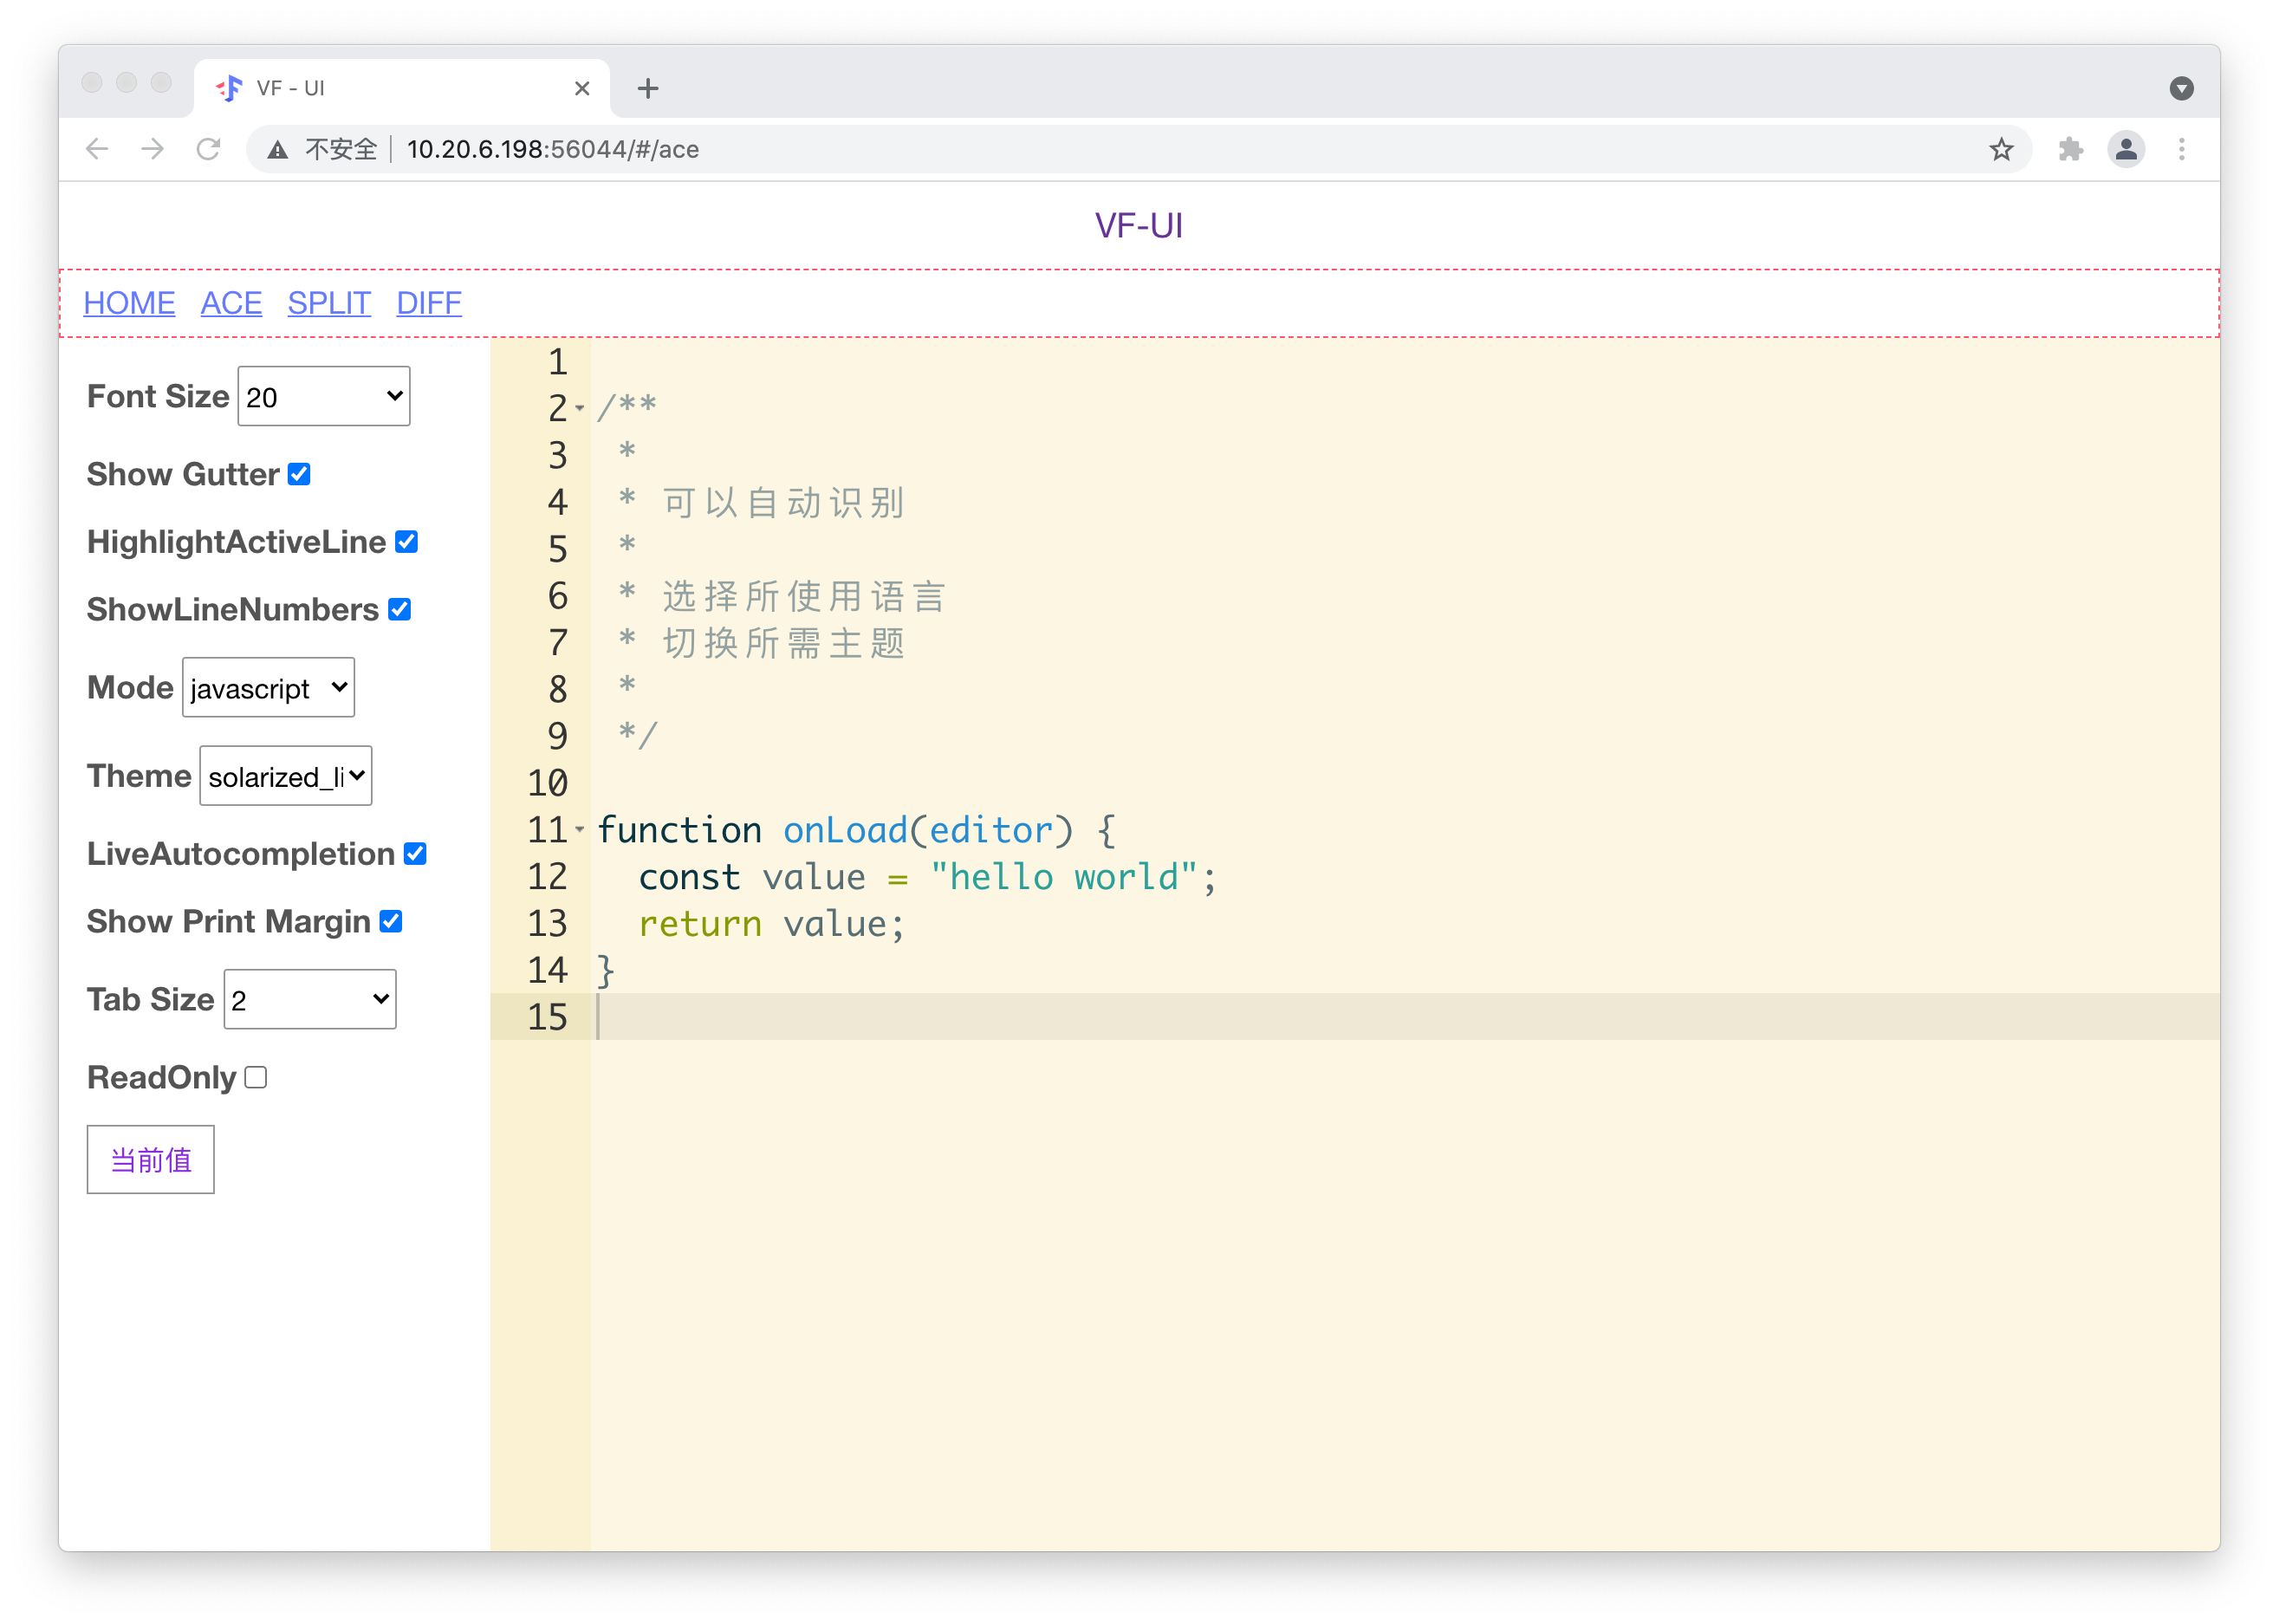 VF - UI
不安全 10.20.6.198:56044/#/ace
VF-UI
HOME ACE SPLIT DIFF
Font Size 20
Show Gutter
HighlightActiveLine
ShowLineNumbers
Mode javascript
Theme solarized_li
LiveAutocompletion
Show Print Margin
Tab Size 2
ReadOnly
当前值
1
2 /**
3 *
4 * 可以自动识别
5 *
6 * 选择所使用语言
7 * 切换所需主题
8 *
9 */
10
11 function onLoad(editor) {
12 const value = "hello world";
13 return value;
14 }
15